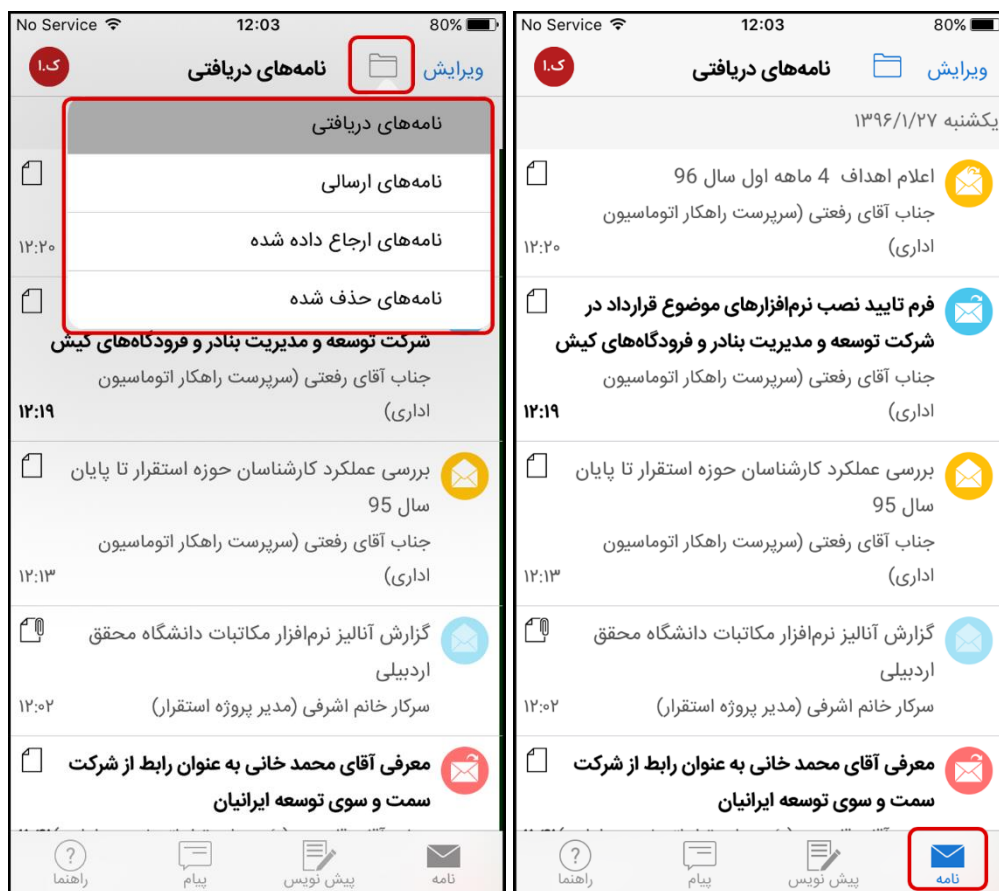 No Service 12:03 80%
ک.ا نامه‌های دریافتی ویرایش
نامه‌های دریافتی
نامه‌های ارسالی
نامه‌های ارجاع داده شده
نامه‌های حذف شده
۱۲:۲۰
شرکت توسعه و مدیریت بنادر و فرودگاه‌های کیش
جناب آقای رفعتی (سرپرست راهکار اتوماسیون
اداری)
۱۲:۱۹
بررسی عملکرد کارشناسان حوزه استقرار تا پایان
سال 95
جناب آقای رفعتی (سرپرست راهکار اتوماسیون
اداری)
۱۲:۱۳
گزارش آنالیز نرم‌افزار مکاتبات دانشگاه محقق
اردبیلی
سرکار خانم اشرفی (مدیر پروژه استقرار)
۱۲:۰۲
معرفی آقای محمد خانی به عنوان رابط از شرکت
سمت و سوی توسعه ایرانیان
نامه
پیش نویس
پیام
راهنما
No Service 12:03 80%
ک.ا نامه‌های دریافتی ویرایش
یکشنبه ۱۳۹۶/۱/۲۷
اعلام اهداف 4 ماهه اول سال 96
جناب آقای رفعتی (سرپرست راهکار اتوماسیون
اداری)
۱۲:۲۰
فرم تایید نصب نرم‌افزارهای موضوع قرارداد در
شرکت توسعه و مدیریت بنادر و فرودگاه‌های کیش
جناب آقای رفعتی (سرپرست راهکار اتوماسیون
اداری)
۱۲:۱۹
بررسی عملکرد کارشناسان حوزه استقرار تا پایان
سال 95
جناب آقای رفعتی (سرپرست راهکار اتوماسیون
اداری)
۱۲:۱۳
گزارش آنالیز نرم‌افزار مکاتبات دانشگاه محقق
اردبیلی
سرکار خانم اشرفی (مدیر پروژه استقرار)
۱۲:۰۲
معرفی آقای محمد خانی به عنوان رابط از شرکت
سمت و سوی توسعه ایرانیان
نامه
پیش نویس
پیام
راهنما